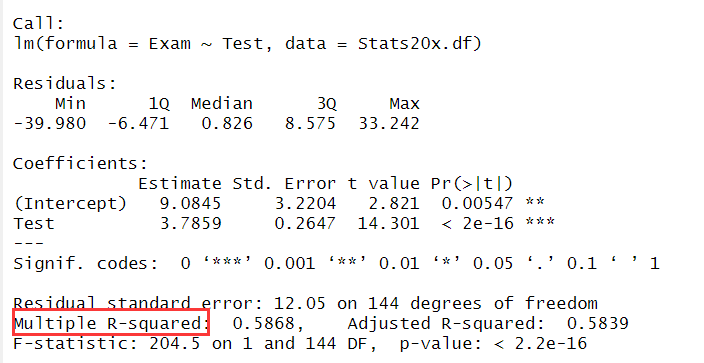 Call:
lm(formula = Exam ~ Test, data = Stats20x.df)
Residuals:
    Min      1Q  Median      3Q     Max
-39.980  -6.471   0.826   8.575  33.242
Coefficients:
            Estimate Std. Error t value Pr(>|t|)
(Intercept)   9.0845     3.2204   2.821  0.00547 **
Test          3.7859     0.2647  14.301  < 2e-16 ***
---
Signif. codes:  0 ‘***’ 0.001 ‘**’ 0.01 ‘*’ 0.05 ‘.’ 0.1 ‘ ’ 1
Residual standard error: 12.05 on 144 degrees of freedom
Multiple R-squared:  0.5868,    Adjusted R-squared:  0.5839
F-statistic: 204.5 on 1 and 144 DF,  p-value: < 2.2e-16